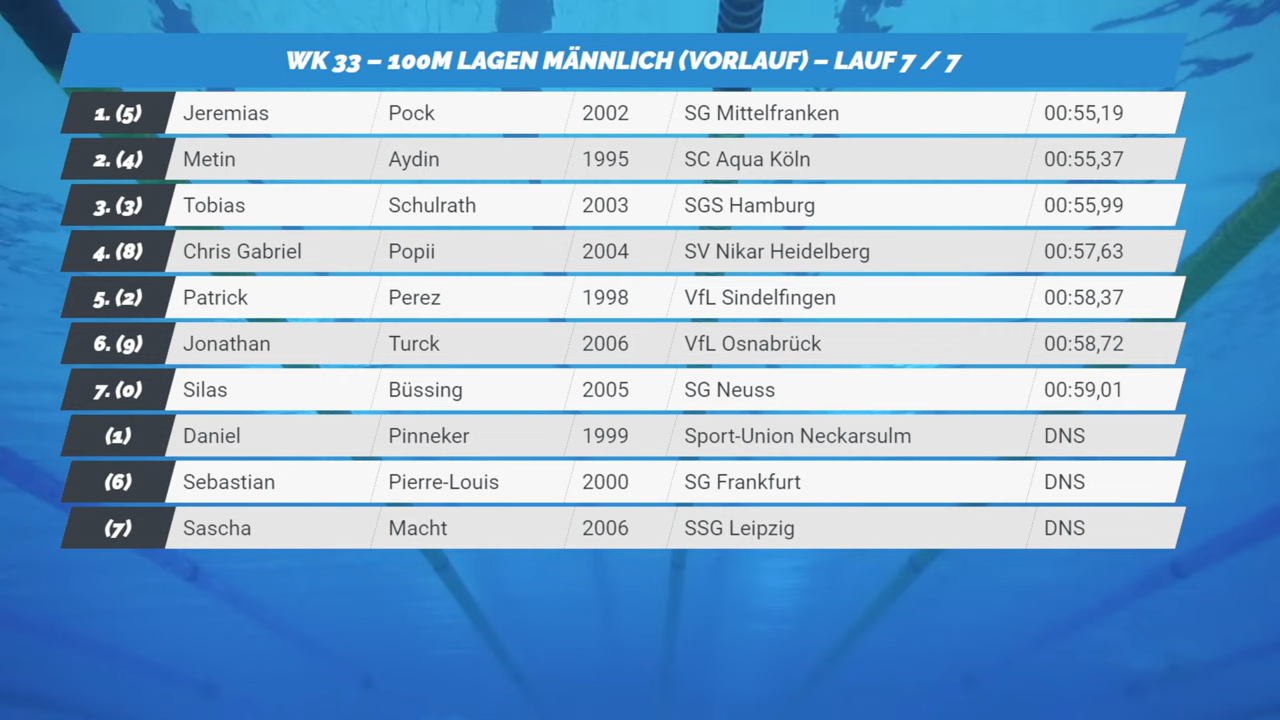 WK 33 – 100M LAGEN MÄNNLICH (VORLAUF) – LAUF 7 / 7
1. (5) Jeremias Pock 2002 SG Mittelfranken 00:55,19
2. (4) Metin Aydin 1995 SC Aqua Köln 00:55,37
3. (3) Tobias Schulrath 2003 SGS Hamburg 00:55,99
4. (8) Chris Gabriel Popii 2004 SV Nikar Heidelberg 00:57,63
5. (2) Patrick Perez 1998 VfL Sindelfingen 00:58,37
6. (9) Jonathan Turck 2006 VfL Osnabrück 00:58,72
7. (0) Silas Büssing 2005 SG Neuss 00:59,01
(1) Daniel Pinneker 1999 Sport-Union Neckarsulm DNS
(6) Sebastian Pierre-Louis 2000 SG Frankfurt DNS
(7) Sascha Macht 2006 SSG Leipzig DNS